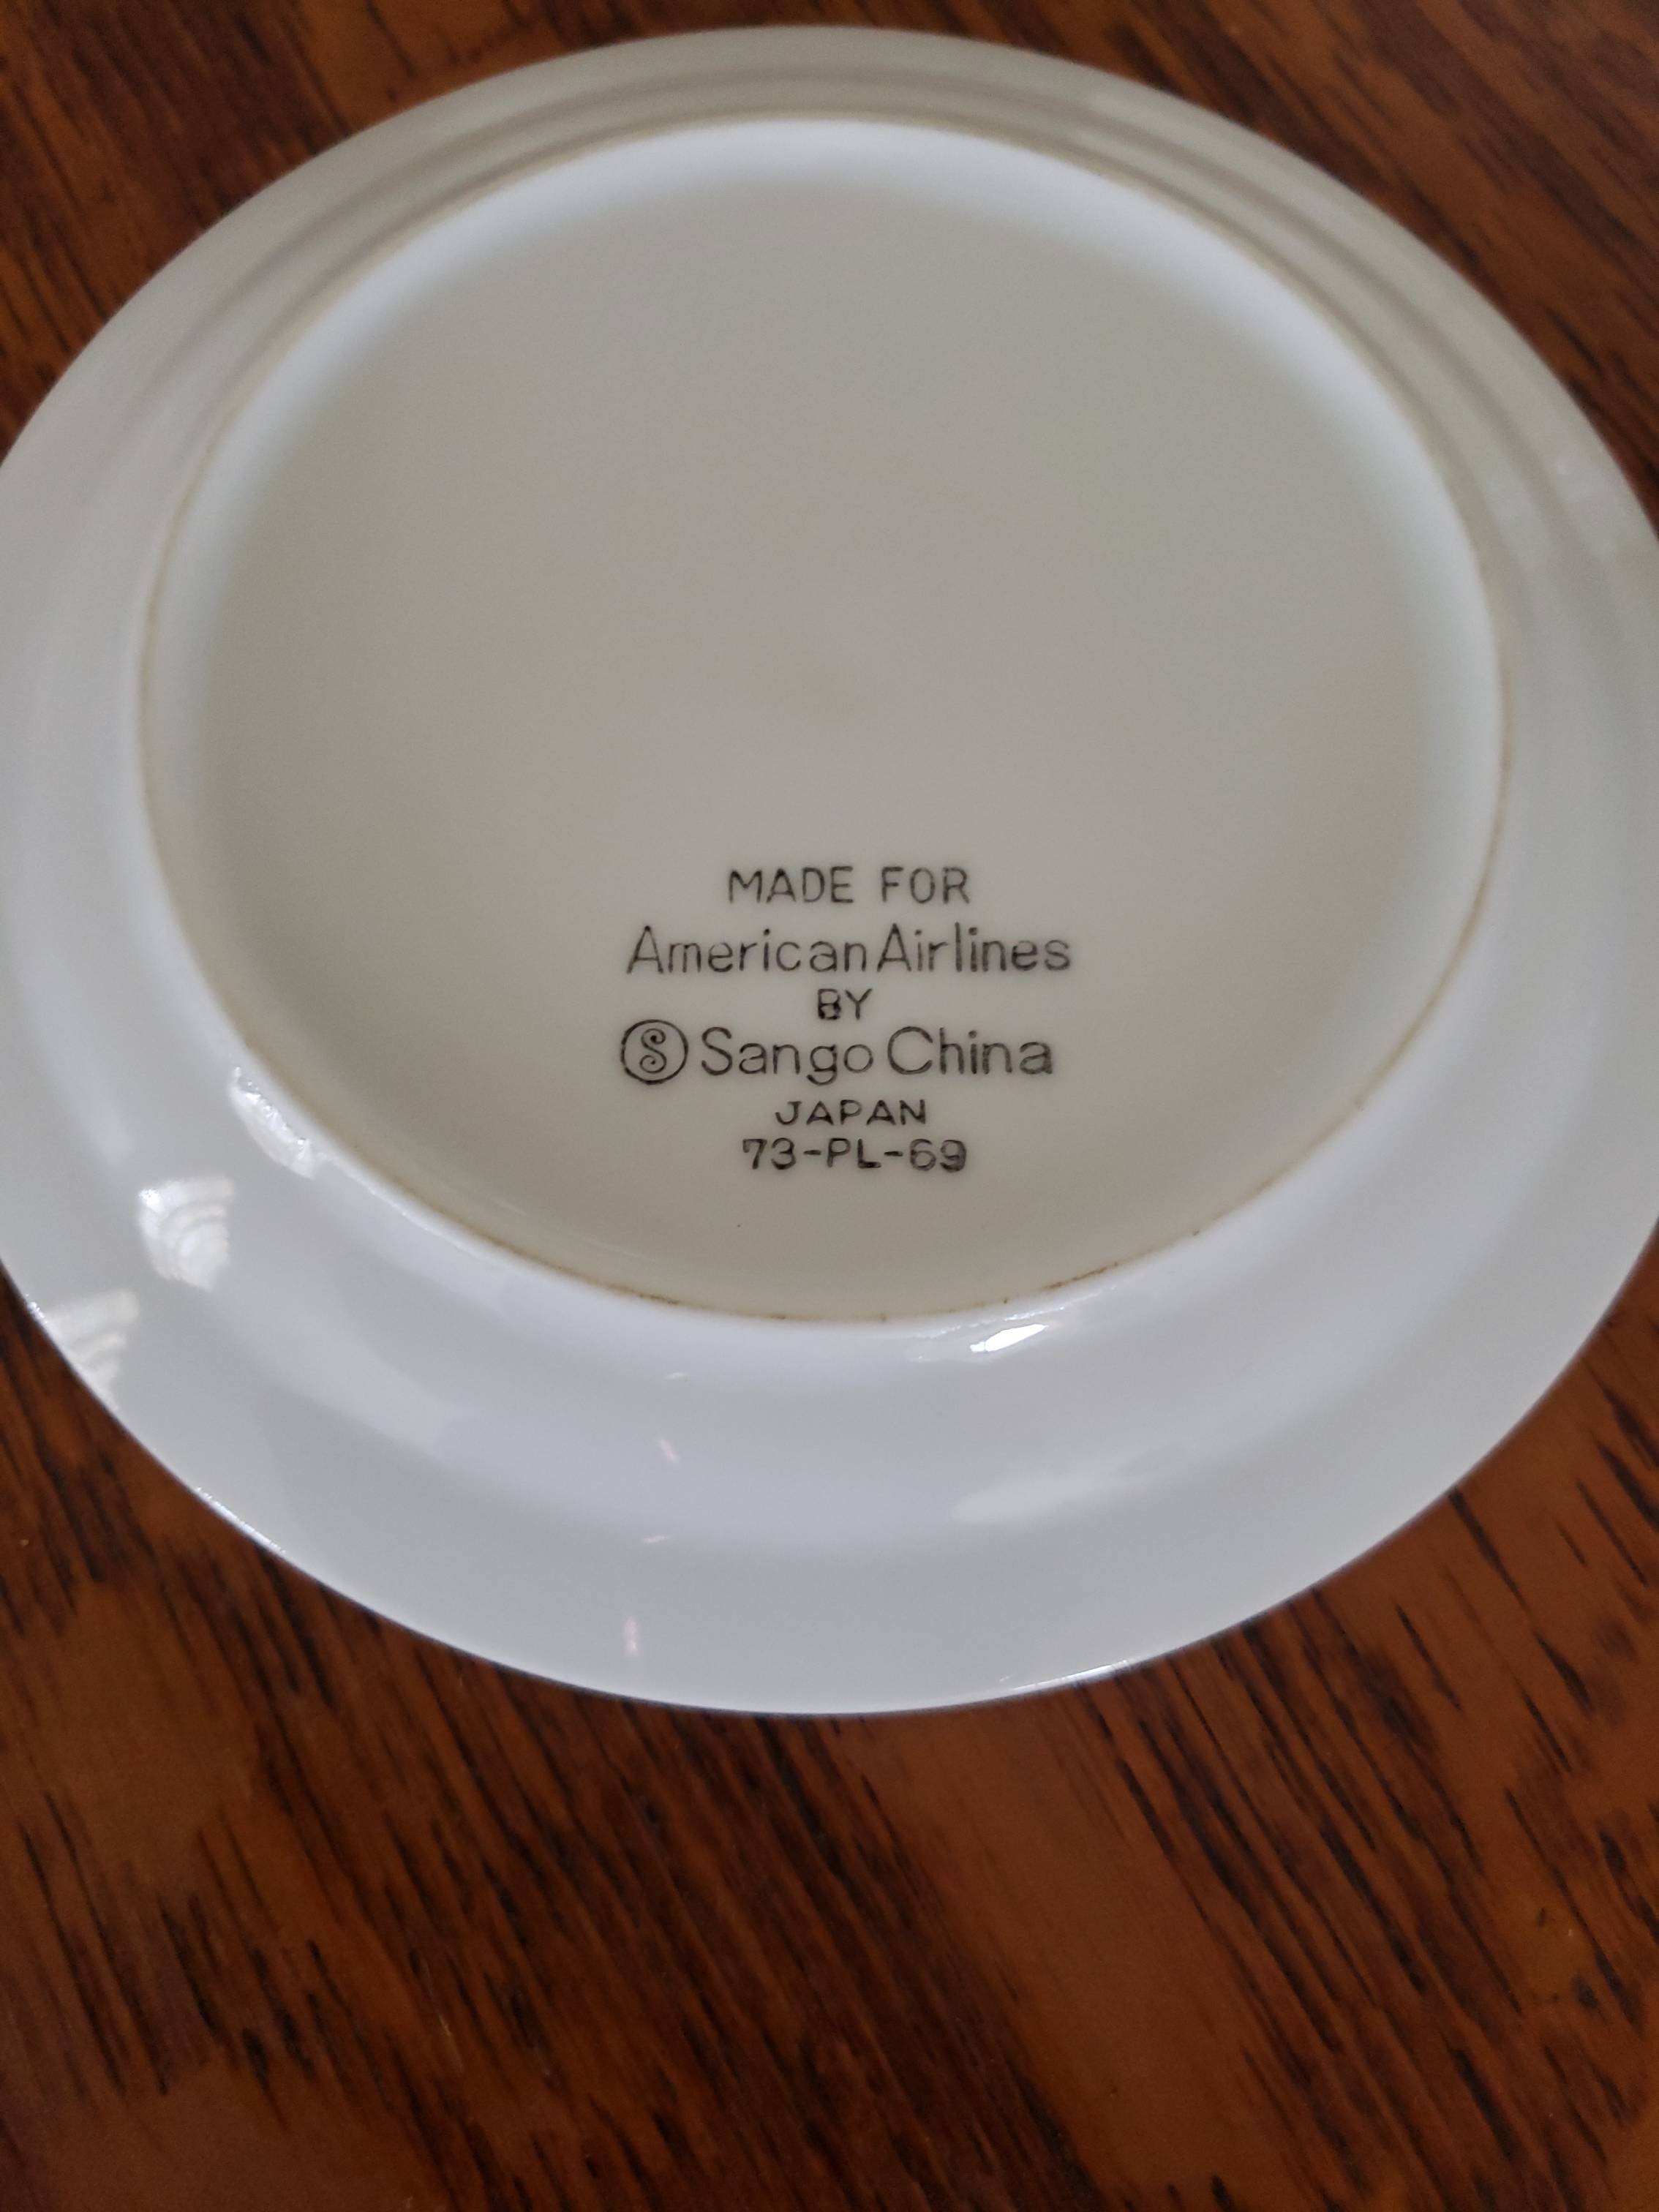 MADE FOR
American Airlines
BY
S Sango China
JAPAN
73-PL-69